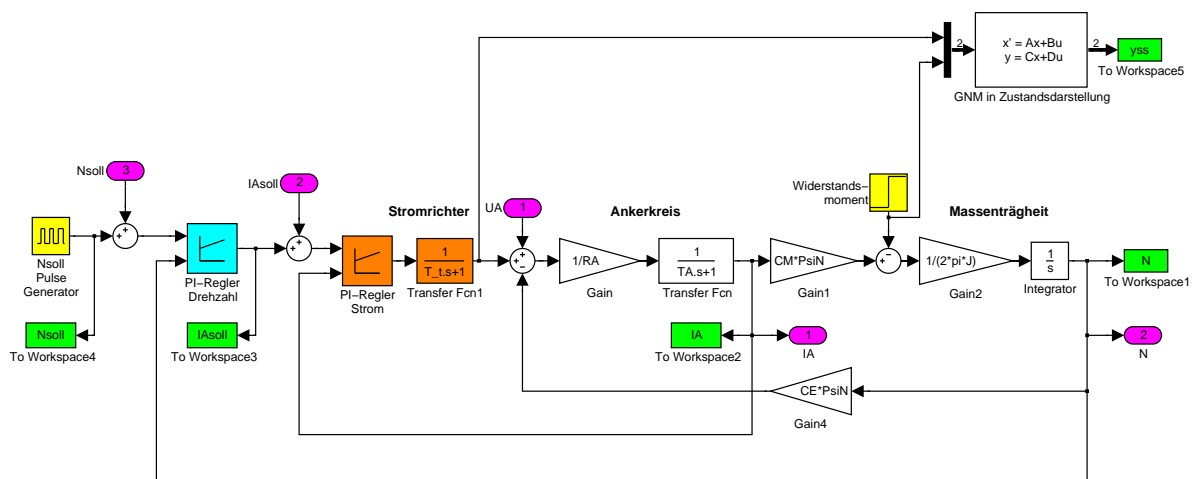 x' = Ax+Bu
y = Cx+Du
2
2
yss
To Workspace5
GNM in Zustandsdarstellung
Nsoll
3
IAsoll
2
Widerstands−
moment
Stromrichter
UA
1
Ankerkreis
Massenträgheit
Nsoll
Pulse
Generator
PI−Regler
Drehzahl
PI−Regler
Strom
1
T_t.s+1
Transfer Fcn1
1/RA
Gain
1
TA.s+1
Transfer Fcn
CM*PsiN
Gain1
1/(2*pi*J)
Gain2
1
s
Integrator
N
To Workspace1
Nsoll
To Workspace4
IAsoll
To Workspace3
IA
To Workspace2
1
IA
2
N
CE*PsiN
Gain4